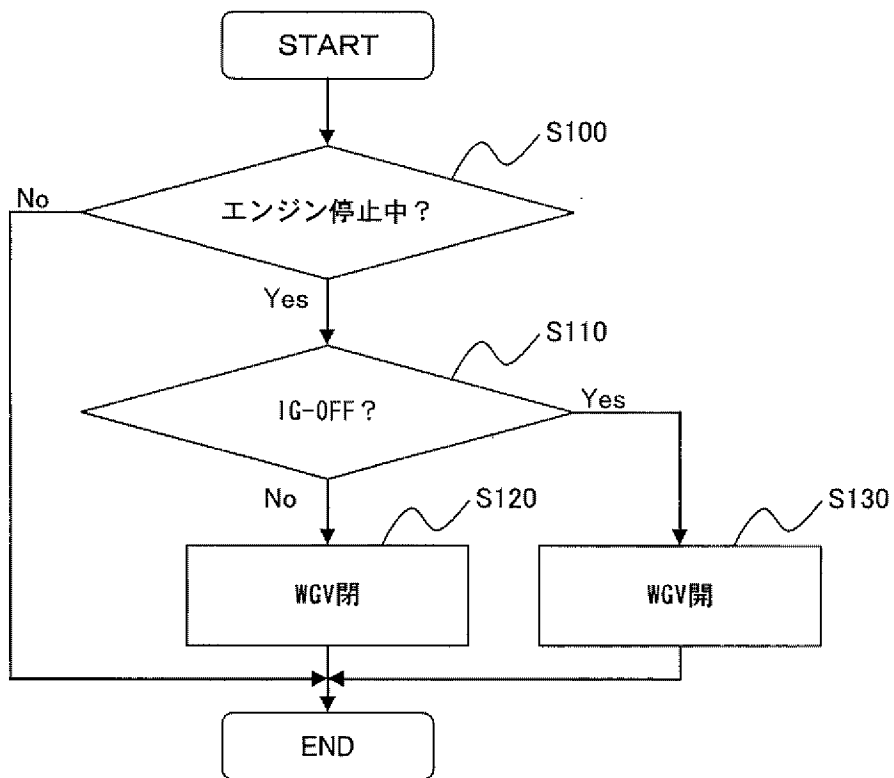 START
S100
No
エンジン停止中？
Yes
S110
IG-OFF？
Yes
No
S120
S130
WGV閉
WGV開
END